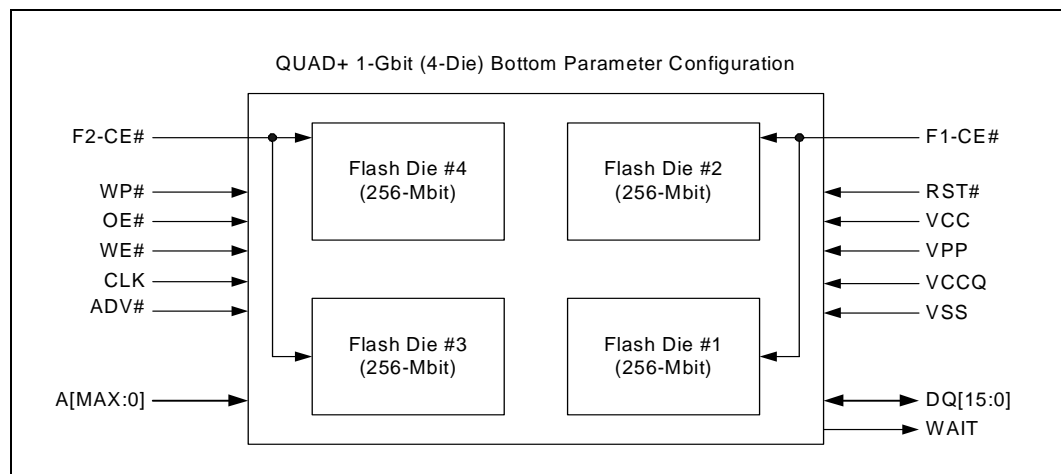 QUAD+ 1-Gbit (4-Die) Bottom Parameter Configuration
F2-CE#
WP#
OE#
WE#
CLK
ADV#
A[MAX:0]
Flash Die #4
(256-Mbit)
Flash Die #2
(256-Mbit)
Flash Die #3
(256-Mbit)
Flash Die #1
(256-Mbit)
F1-CE#
RST#
VCC
VPP
VCCQ
VSS
DQ[15:0]
WAIT